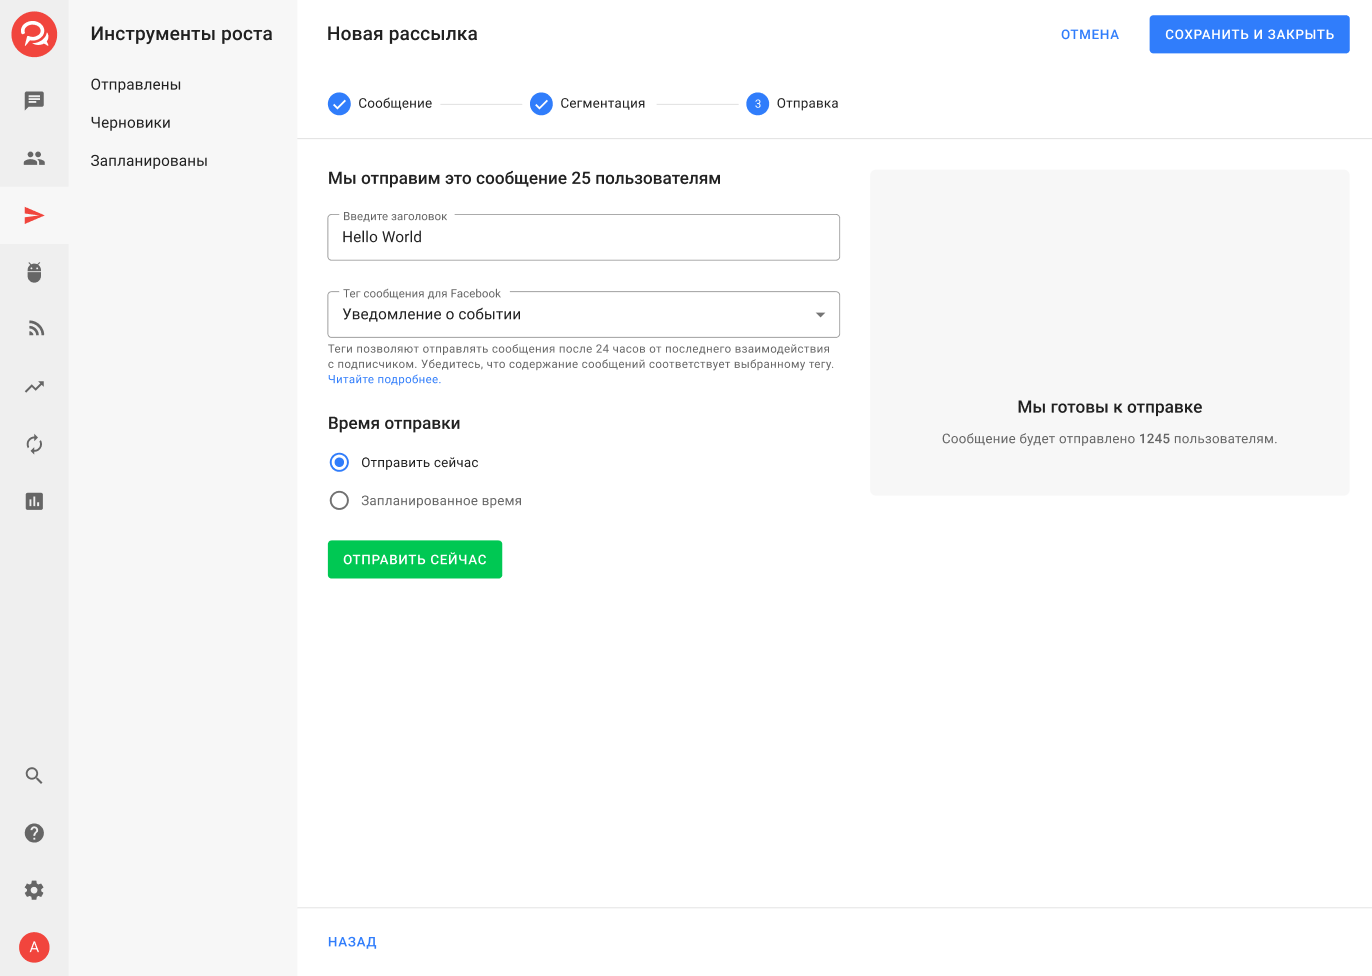 Инструменты роста
Отправлены
Черновики
Запланированы
A
Новая рассылка
ОТМЕНА
СОХРАНИТЬ И ЗАКРЫТЬ
Сообщение
Сегментация
3 Отправка
Мы отправим это сообщение 25 пользователям
Введите заголовок
Hello World
Тег сообщения для Facebook
Уведомление о событии
Теги позволяют отправлять сообщения после 24 часов от последнего взаимодействия
с подписчиком. Убедитесь, что содержание сообщений соответствует выбранному тегу.
Читайте подробнее.
Время отправки
Отправить сейчас
Запланированное время
ОТПРАВИТЬ СЕЙЧАС
Мы готовы к отправке
Сообщение будет отправлено 1245 пользователям.
НАЗАД